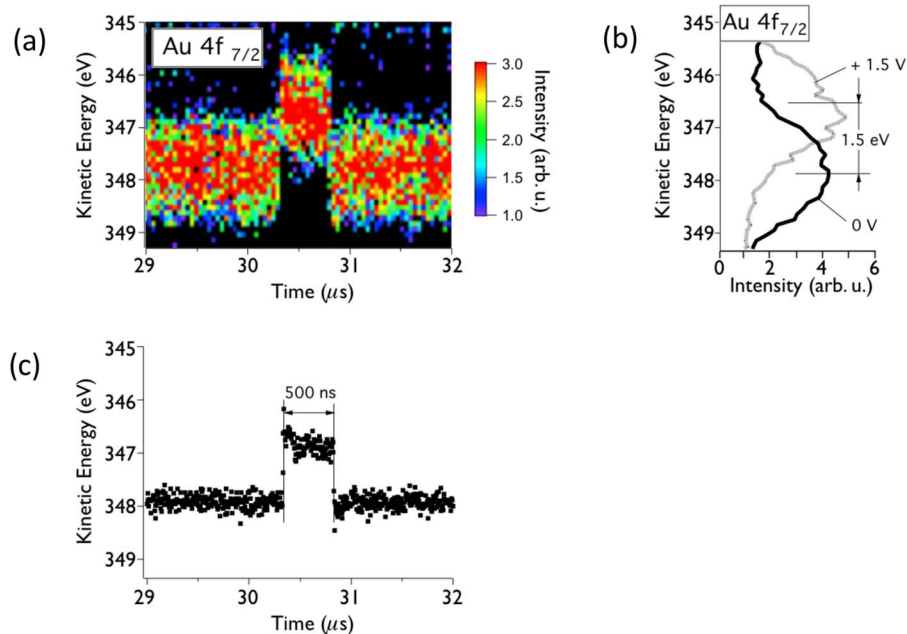 (a)
345
346
347
348
349
Kinetic Energy (eV)
Au 4f 7/2
29
30
31
32
Time (μs)
3.0
2.5
2.0
1.5
1.0
Intensity (arb. u.)
(b)
Au 4f7/2
345
346
347
348
349
Kinetic Energy (eV)
+ 1.5 V
1.5 eV
0 V
0
2
4
6
Intensity (arb. u.)
(c)
345
346
347
348
349
Kinetic Energy (eV)
500 ns
29
30
31
32
Time (μs)